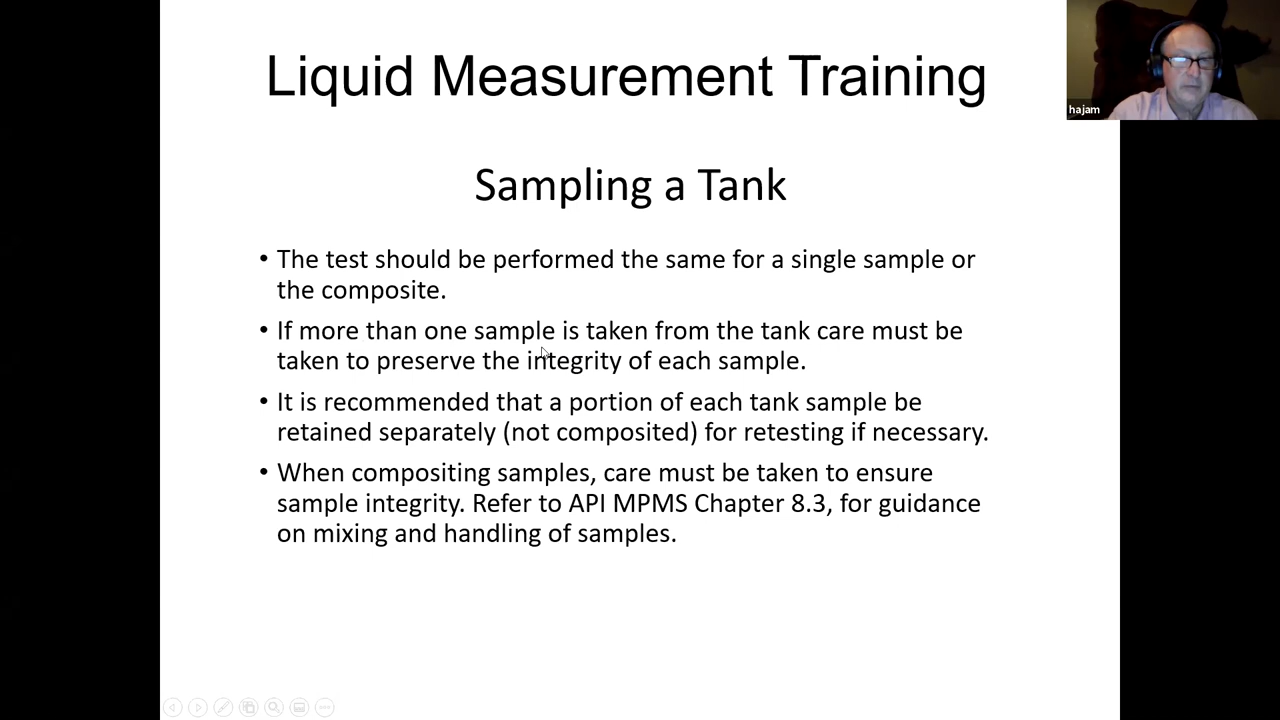 Liquid Measurement Training
hajam
Sampling a Tank
• The test should be performed the same for a single sample or
the composite.
• If more than one sample is taken from the tank care must be
taken to preserve the integrity of each sample.
• It is recommended that a portion of each tank sample be
retained separately (not composited) for retesting if necessary.
• When compositing samples, care must be taken to ensure
sample integrity. Refer to API MPMS Chapter 8.3, for guidance
on mixing and handling of samples.